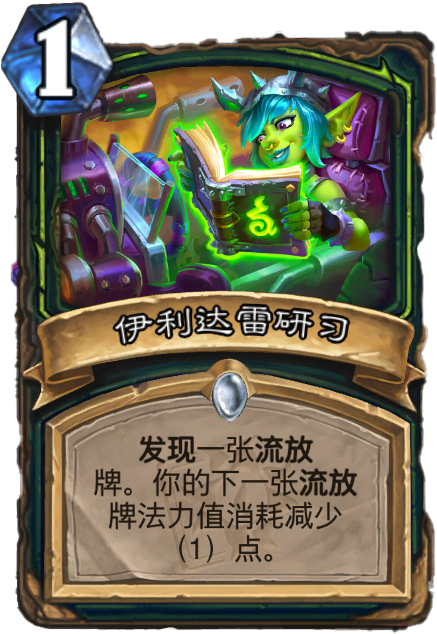 1
伊利达雷研习
发现一张流放
牌。你的下一张流放
牌法力值消耗减少
（1）点。